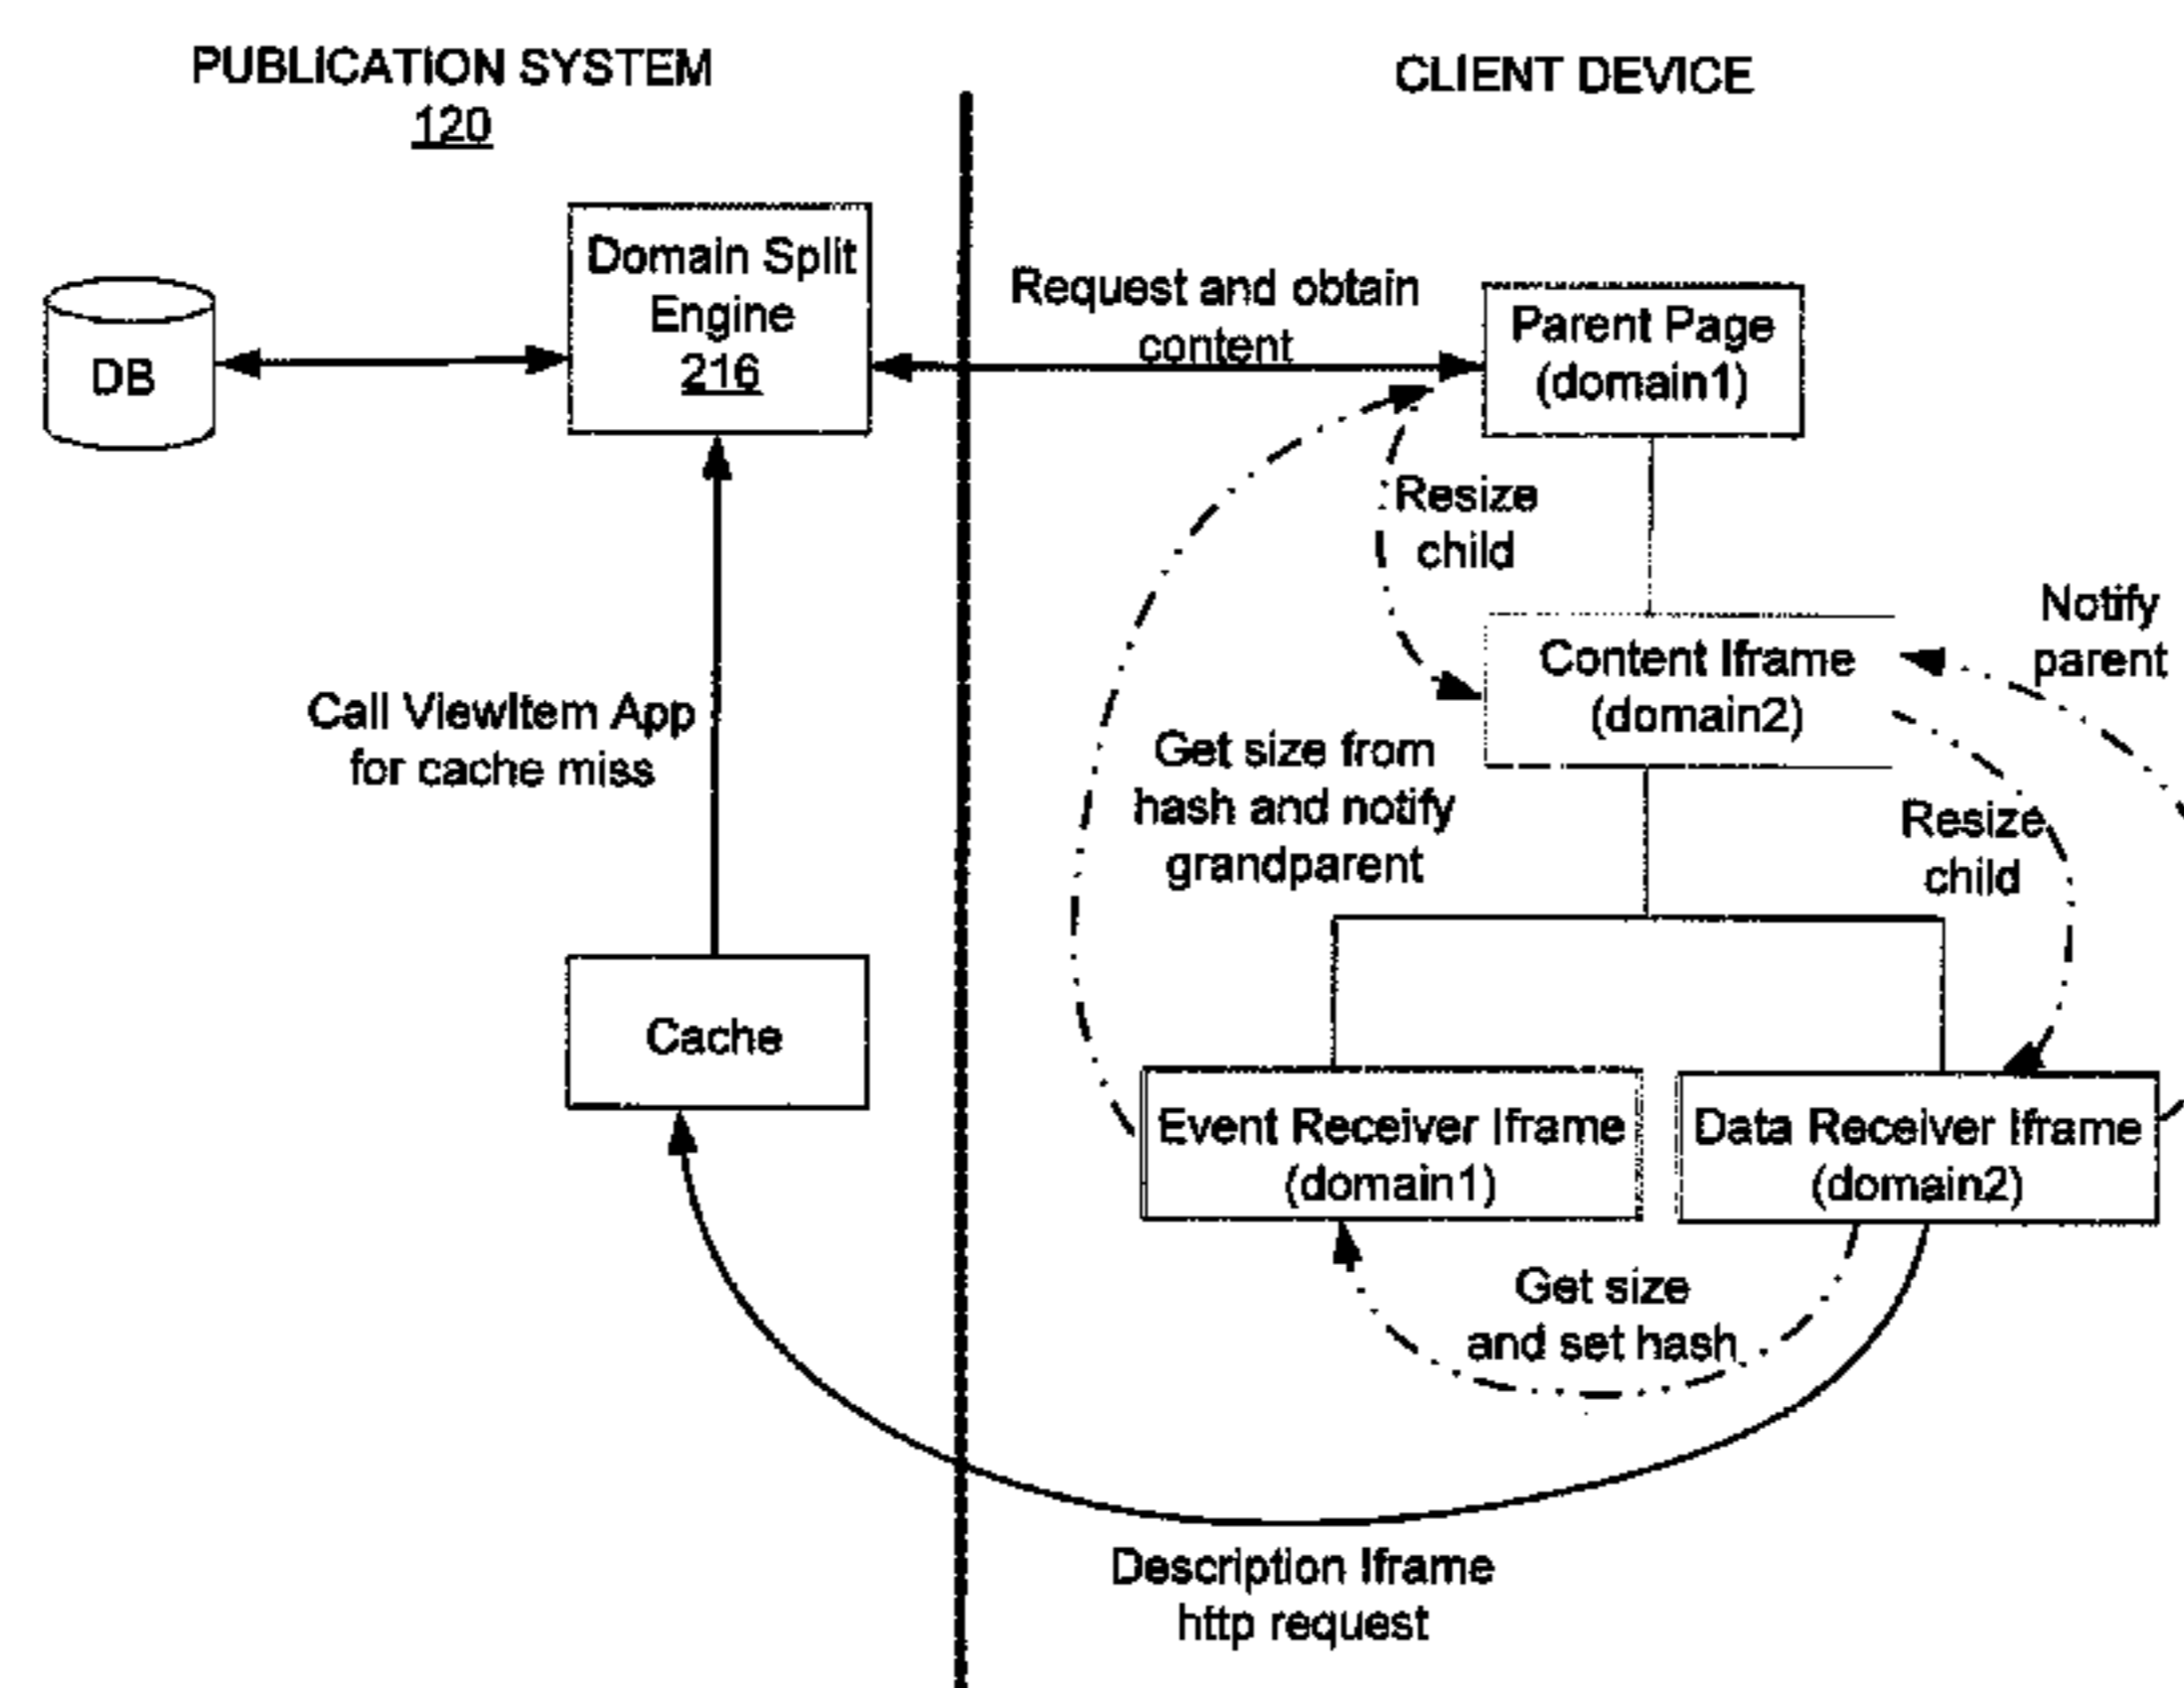 PUBLICATION SYSTEM
120
CLIENT DEVICE
Domain Split
Engine
216
DB
Request and obtain
content
Parent Page
(domain1)
Resize
child
Notify
parent
Content Iframe
(domain2)
Call ViewItem App
for cache miss
Get size from
hash and notify
grandparent
Resize
child
Cache
Event Receiver Iframe
(domain1)
Data Receiver Iframe
(domain2)
Get size
and set hash
Description Iframe
http request